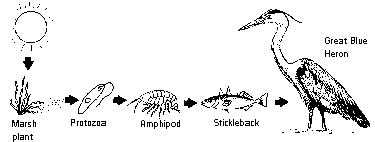 Great Blue
Heron
Marsh
plant
Protozoa
Amphipod
Stickleback